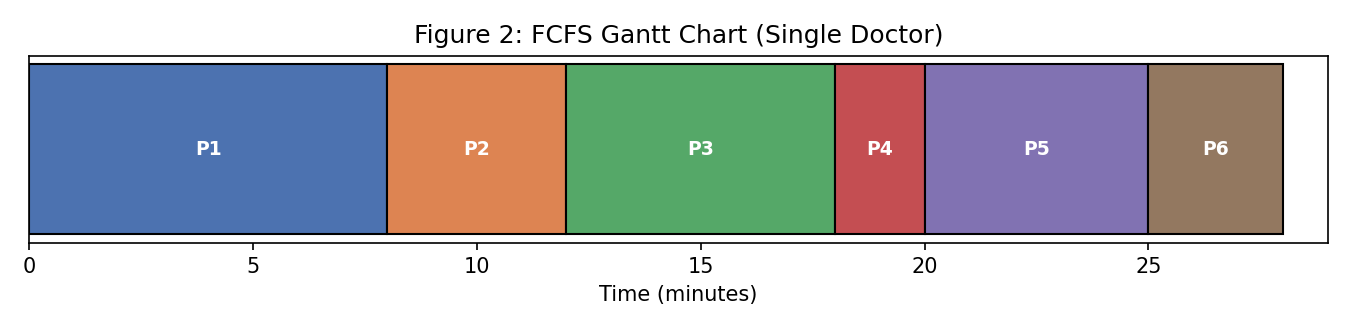 Figure 2: FCFS Gantt Chart (Single Doctor)
P1 P2 P3 P4 P5 P6
0 5 10 15 20 25
Time (minutes)